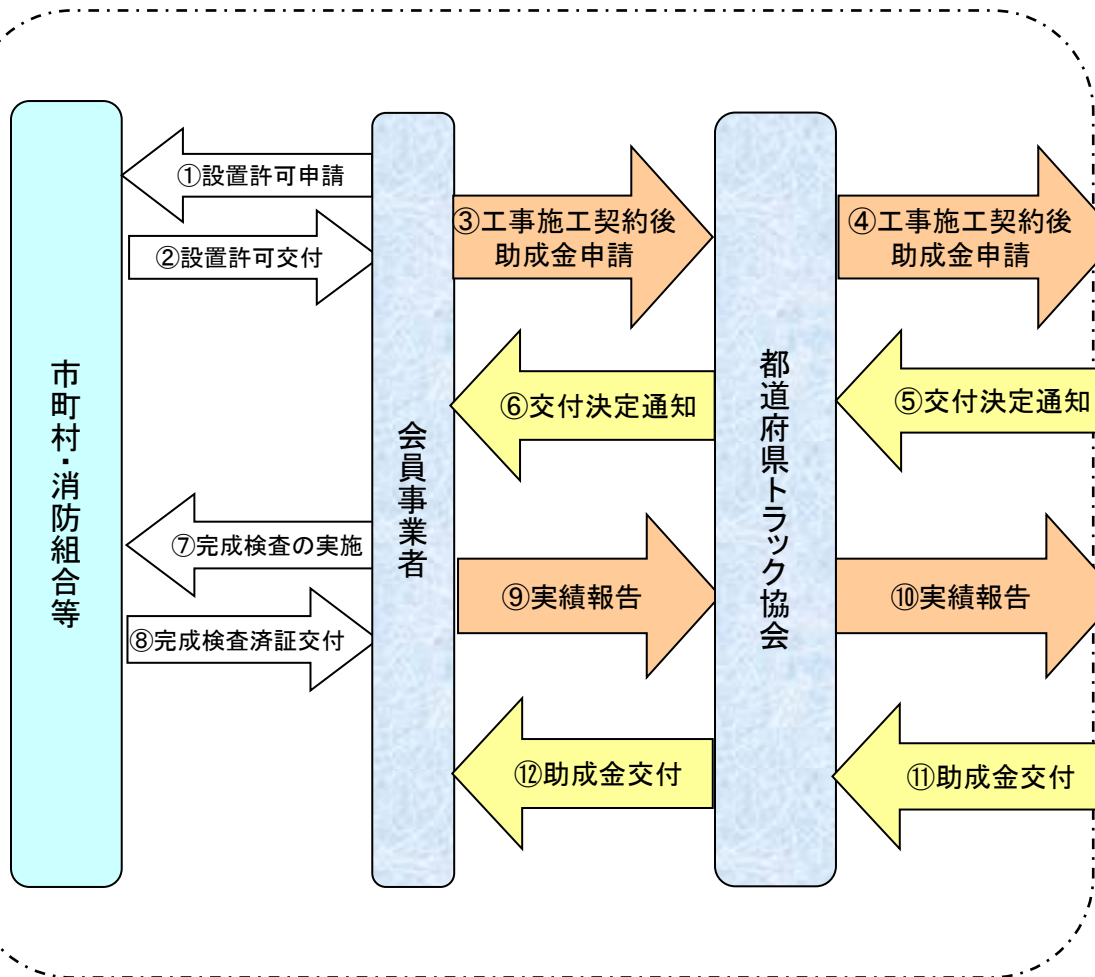 市町村・消防組合等
会員事業者
都道府県トラック協会
①設置許可申請
②設置許可交付
③工事施工契約後
助成金申請
④工事施工契約後
助成金申請
⑤交付決定通知
⑥交付決定通知
⑦完成検査の実施
⑧完成検査済証交付
⑨実績報告
⑩実績報告
⑪助成金交付
⑫助成金交付